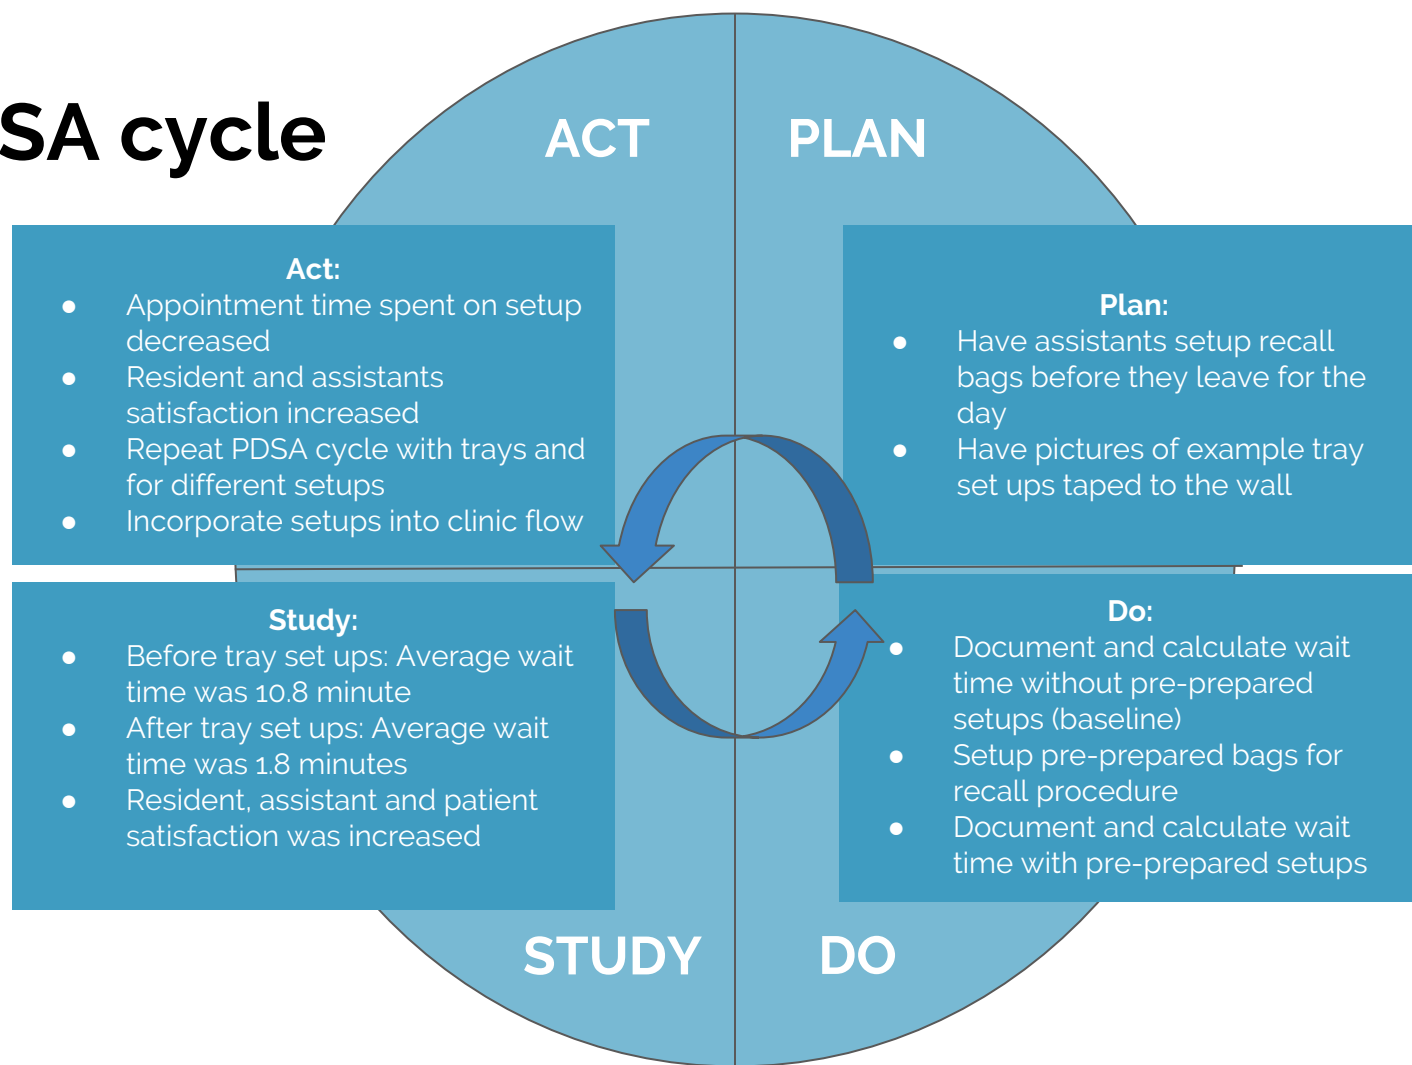 SA cycle
ACT
PLAN
Act:
● Appointment time spent on setup
decreased
● Resident and assistants
satisfaction increased
● Repeat PDSA cycle with trays and
for different setups
● Incorporate setups into clinic flow
Plan:
● Have assistants setup recall
bags before they leave for the
day
● Have pictures of example tray
set ups taped to the wall
Study:
● Before tray set ups: Average wait
time was 10.8 minute
● After tray set ups: Average wait
time was 1.8 minutes
● Resident, assistant and patient
satisfaction was increased
Do:
● Document and calculate wait
time without pre-prepared
setups (baseline)
● Setup pre-prepared bags for
recall procedure
● Document and calculate wait
time with pre-prepared setups
STUDY
DO